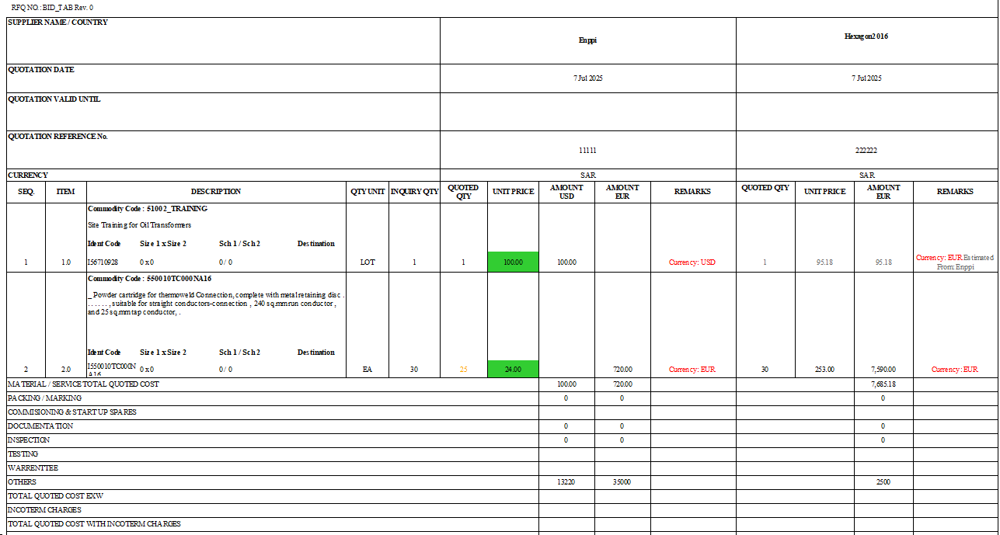 RFQ NO.: BID_TAB Rev. 0
SUPPLIER NAME / COUNTRY Enppi Hexagon2016
QUOTATION DATE 7 Jul 2025 7 Jul 2025
QUOTATION VALID UNTIL
QUOTATION REFERENCE No. 11111 222222
CURRENCY SAR SAR
SEQ. ITEM DESCRIPTION QTY UNIT INQUIRY QTY QUOTED QTY UNIT PRICE AMOUNT USD AMOUNT EUR REMARKS QUOTED QTY UNIT PRICE AMOUNT EUR REMARKS
Commodity Code : 51002_TRAINING
Site Training for Oil Transformers
Ident Code Size 1 x Size 2 Sch 1 / Sch 2 Destination
1 1.0 I56710928 0 x 0 0 / 0 LOT 1 1 100.00 100.00 Currency: USD 1 95.18 95.18 Currency: EUR Estimated From: Enppi
Commodity Code : 550010TC000NA16
_ Powder cartridge for thermoweld Connection, complete with metal retaining disc .
. . . . . . , suitable for straight conductors-connection , 240 sq.mm run conductor ,
and 25 sq.mm tap conductor, .
Ident Code Size 1 x Size 2 Sch 1 / Sch 2 Destination
2 2.0 I550010TC000NA16 0 x 0 0 / 0 EA 30 25 24.00 720.00 Currency: EUR 30 253.00 7,590.00 Currency: EUR
MATERIAL / SERVICE TOTAL QUOTED COST 100.00 720.00 7,685.18
PACKING / MARKING 0 0 0
COMMISIONING & START UP SPARES
DOCUMENTATION 0 0 0
INSPECTION 0 0 0
TESTING
WARRENTTEE
OTHERS 13220 35000 2500
TOTAL QUOTED COST EXW
INCOTERM CHARGES
TOTAL QUOTED COST WITH INCOTERM CHARGES